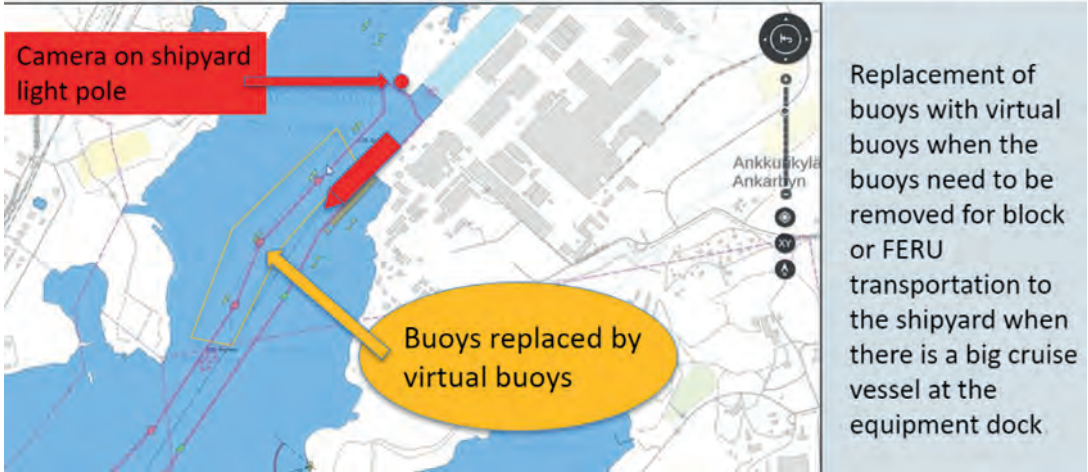 Camera on shipyard
light pole
Buoys replaced by
virtual buoys
Ankkurikylä
Ankarbyn
XY
Replacement of
buoys with virtual
buoys when the
buoys need to be
removed for block
or FERU
transportation to
the shipyard when
there is a big cruise
vessel at the
equipment dock